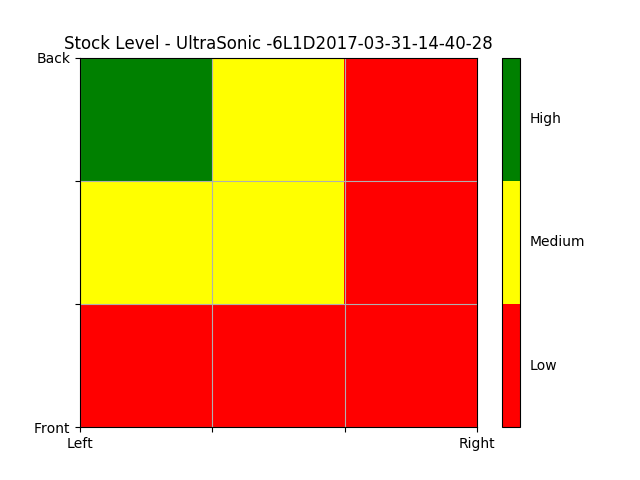 Stock Level - UltraSonic -6L1D2017-03-31-14-40-28
Back
High
Medium
Low
Front
Left
Right